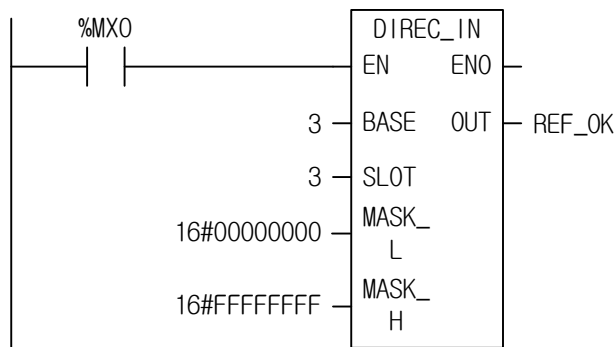 %MX0
DIREC_IN
EN ENO
3 BASE OUT REF_OK
3 SLOT
16#00000000 MASK_
L
16#FFFFFFFF MASK_
H